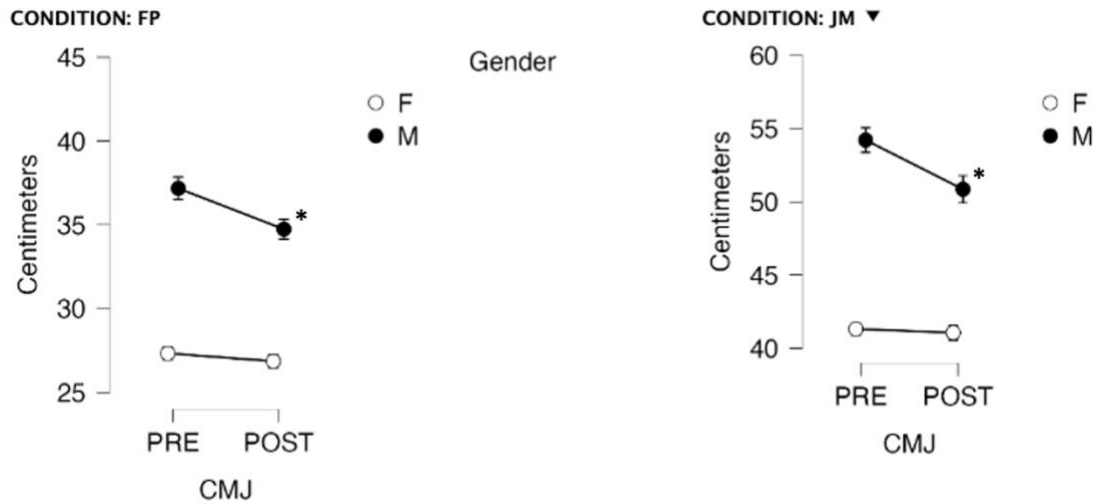 CONDITION: FP
45
40
35
30
25
Centimeters
*
PRE POST
CMJ
Gender
F
M
CONDITION: JM ▼
60
55
50
45
40
Centimeters
*
PRE POST
CMJ
F
M